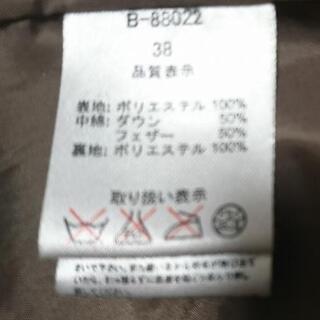 B-88022
38
品質表示
表地: ポリエステル 100%
中綿: ダウン 50%
フェザー 50%
裏地: ポリエステル 100%
取り扱い表示